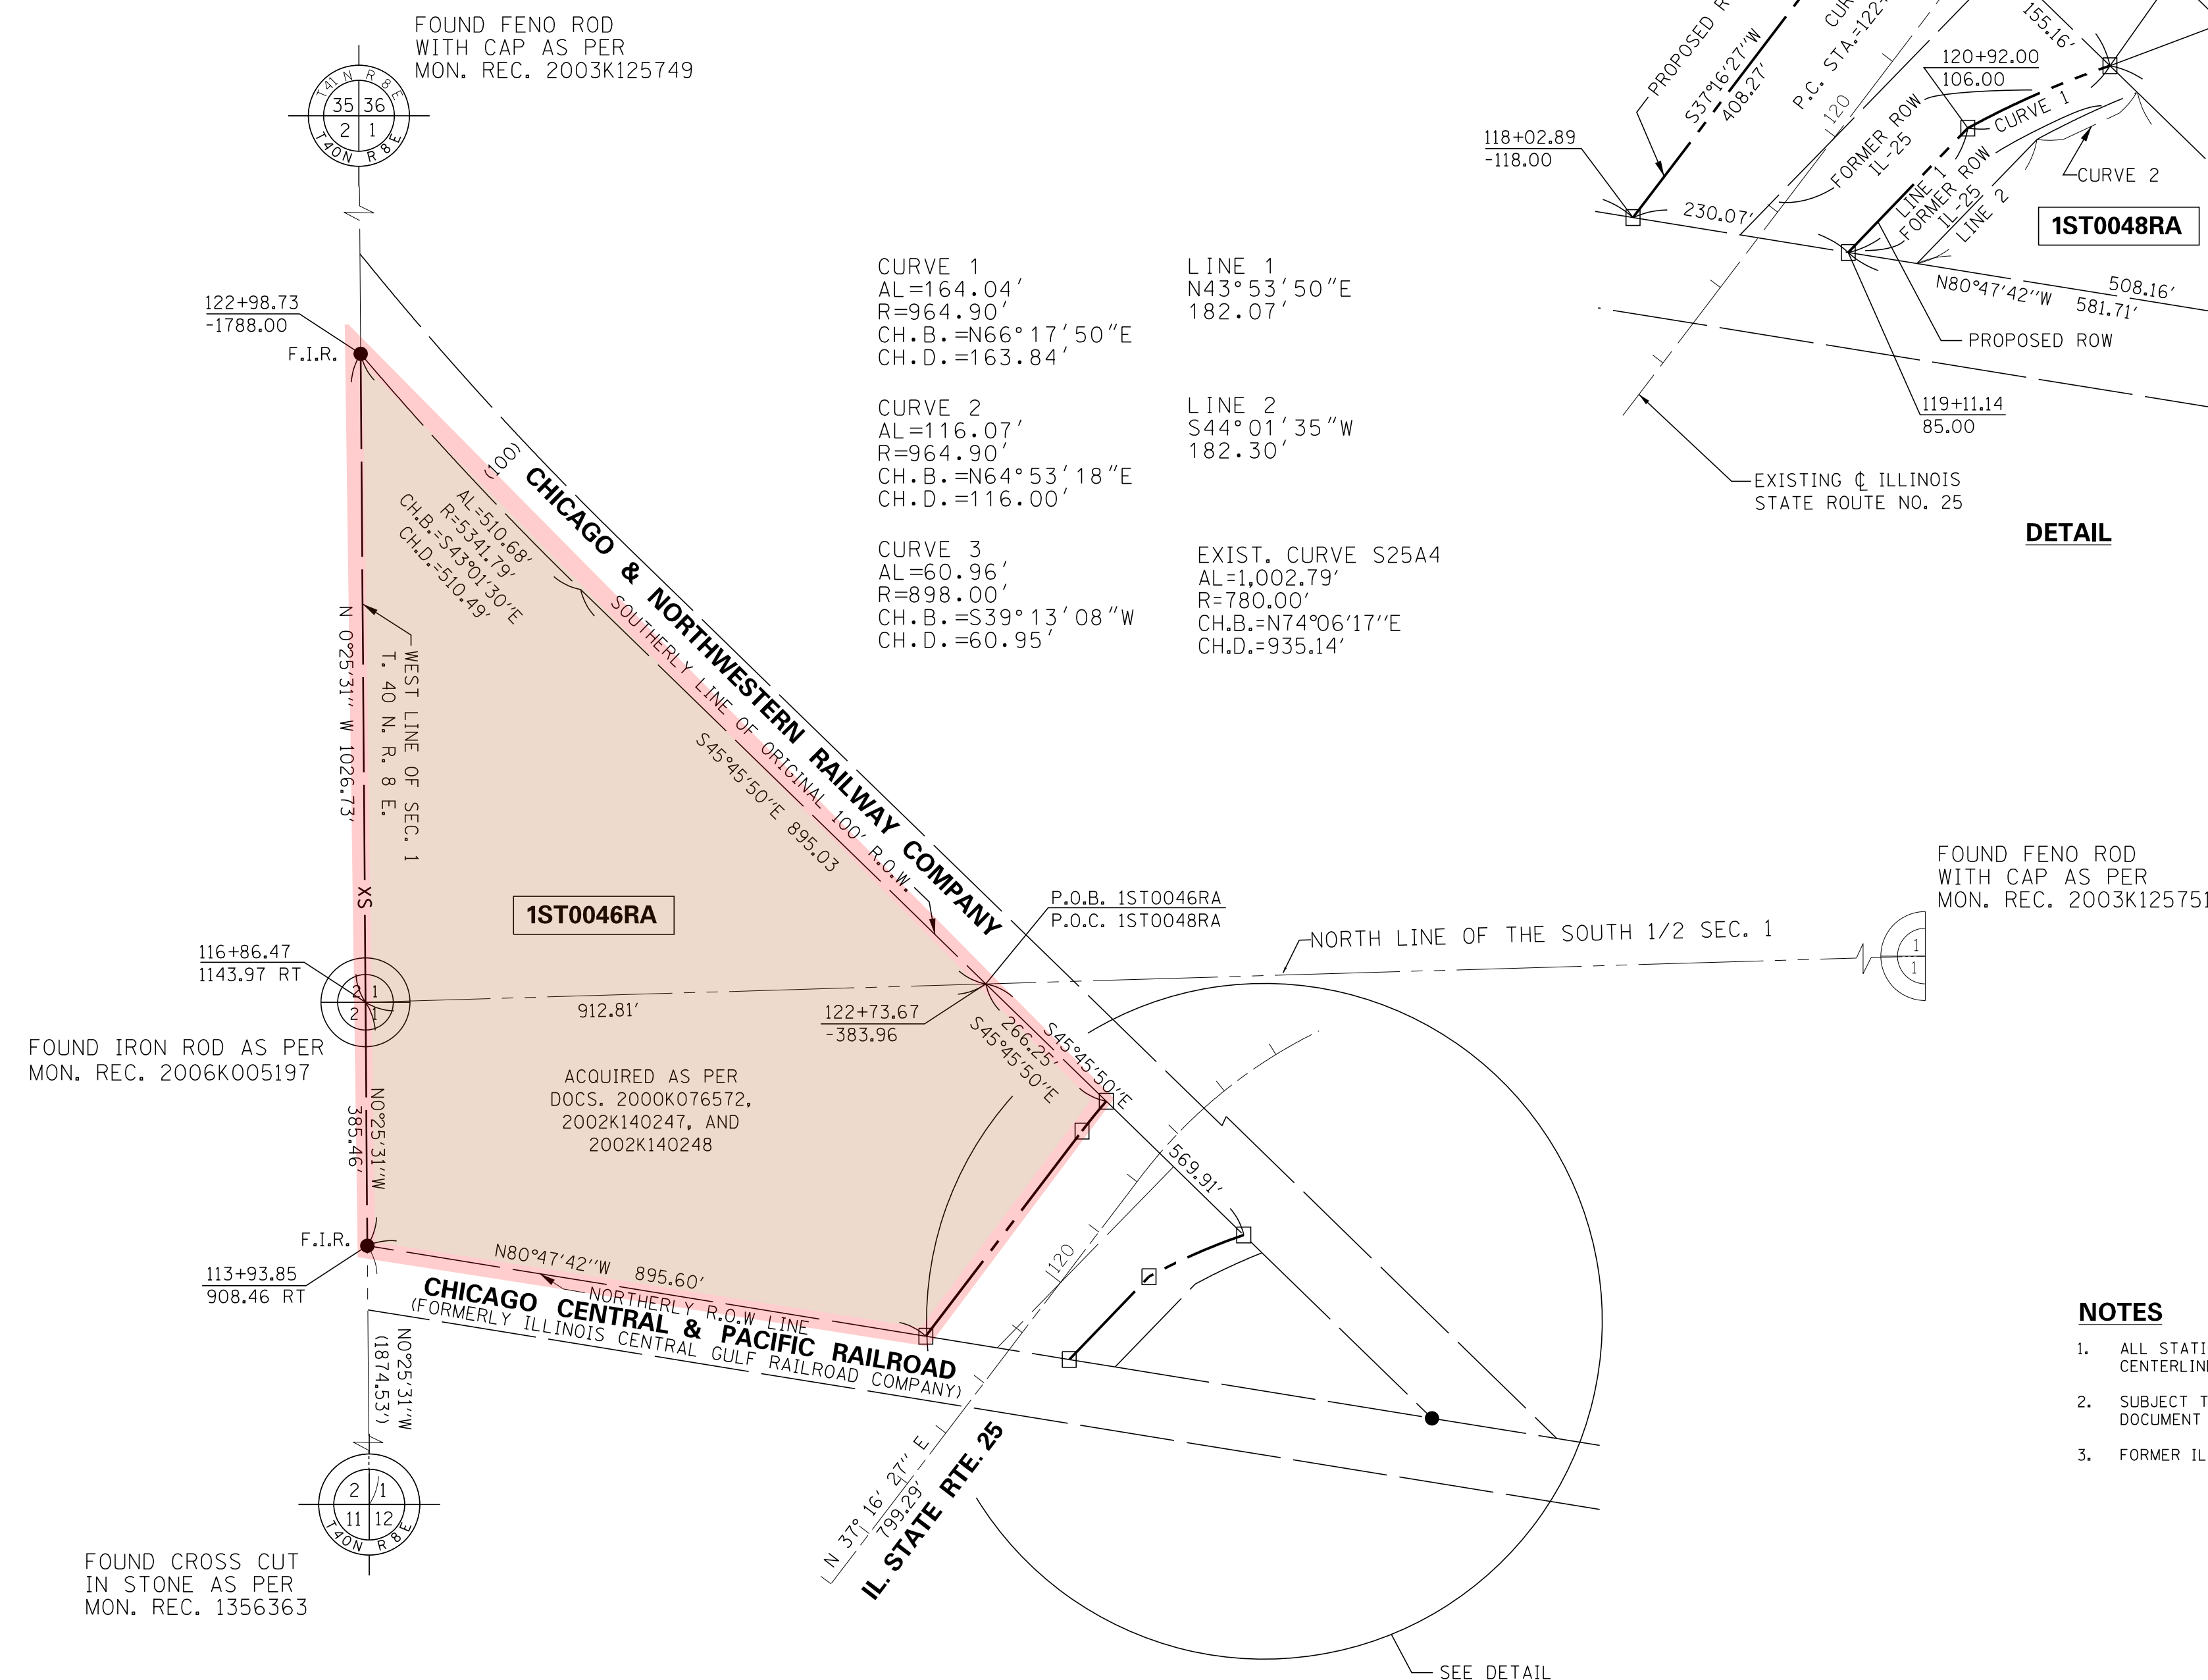 FOUND FENO ROD
WITH CAP AS PER
MON. REC. 2003K125749
T41 N R 8 E
35 36
2 1
T40N R 8 E
122+98.73
-1788.00
F.I.R.
(100)
CHICAGO & NORTHWESTERN RAILWAY COMPANY
SOUTHERLY LINE OF ORIGINAL 100' R.O.W.
AL=510.68'
R=5341.79'
CH.B.=S43°01'30"E
CH.D.=510.49'
S45°45'50"E 895.03
N 0°25'31" W 1026.73'
WEST LINE OF SEC. 1
T. 40 N. R. 8 E.
XS
1ST0046RA
116+86.47
1143.97 RT
2 1
2 1
912.81'
FOUND IRON ROD AS PER
MON. REC. 2006K005197
ACQUIRED AS PER
DOCS. 2000K076572,
2002K140247, AND
2002K140248
N0°25'31"W
385.46'
F.I.R.
113+93.85
908.46 RT
N80°47'42"W 895.60'
NORTHERLY R.O.W LINE
CHICAGO CENTRAL & PACIFIC RAILROAD
(FORMERLY ILLINOIS CENTRAL GULF RAILROAD COMPANY)
N0°25'31"W
(1874.53')
2 1
11 12
T40N R 8E
FOUND CROSS CUT
IN STONE AS PER
MON. REC. 1356363
P.O.B. 1ST0046RA
P.O.C. 1ST0048RA
122+73.67
-383.96
266.25'
S45°45'50"E
S45°45'50"E
569.91'
120
N 37° 16' 27" E
799.29'
IL. STATE RTE. 25
SEE DETAIL
NORTH LINE OF THE SOUTH 1/2 SEC. 1
FOUND FENO ROD
WITH CAP AS PER
MON. REC. 2003K125751
1
1
CURVE 1
AL=164.04'
R=964.90'
CH.B.=N66°17'50"E
CH.D.=163.84'
LINE 1
N43°53'50"E
182.07'
CURVE 2
AL=116.07'
R=964.90'
CH.B.=N64°53'18"E
CH.D.=116.00'
LINE 2
S44°01'35"W
182.30'
CURVE 3
AL=60.96'
R=898.00'
CH.B.=S39°13'08"W
CH.D.=60.95'
EXIST. CURVE S25A4
AL=1,002.79'
R=780.00'
CH.B.=N74°06'17"E
CH.D.=935.14'
PROPOSED R
S37°16'27"W
408.27'
CUR
P.C. STA.=122+
120
155.16'
120+92.00
106.00
118+02.89
-118.00
230.07'
FORMER ROW
IL-25
CURVE 1
CURVE 2
LINE 1
FORMER ROW
IL-25
LINE 2
1ST0048RA
N80°47'42"W
508.16'
581.71'
PROPOSED ROW
119+11.14
85.00
EXISTING ℄ ILLINOIS
STATE ROUTE NO. 25
DETAIL
NOTES
1. ALL STATI
CENTERLIN
2. SUBJECT T
DOCUMENT
3. FORMER IL